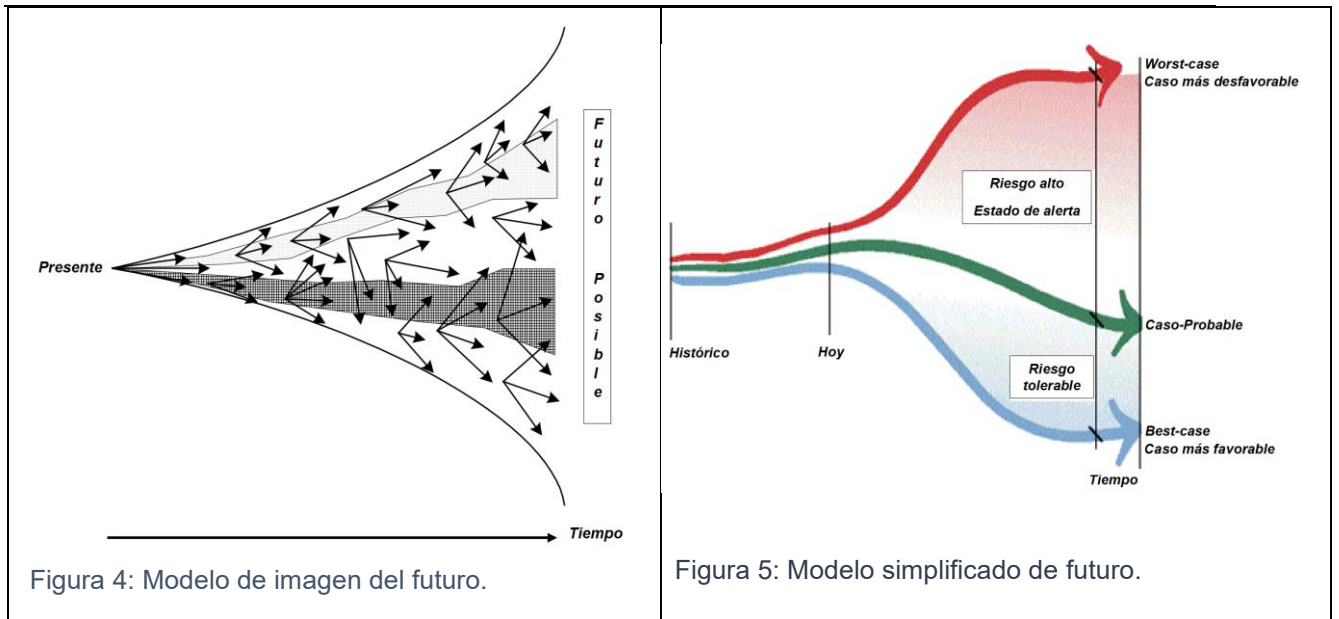 Presente
F
u
t
u
r
o
P
o
s
i
b
l
e
Tiempo
Figura 4: Modelo de imagen del futuro.
Worst-case
Caso más desfavorable
Riesgo alto
Estado de alerta
Caso-Probable
Histórico
Hoy
Riesgo
tolerable
Best-case
Caso más favorable
Tiempo
Figura 5: Modelo simplificado de futuro.